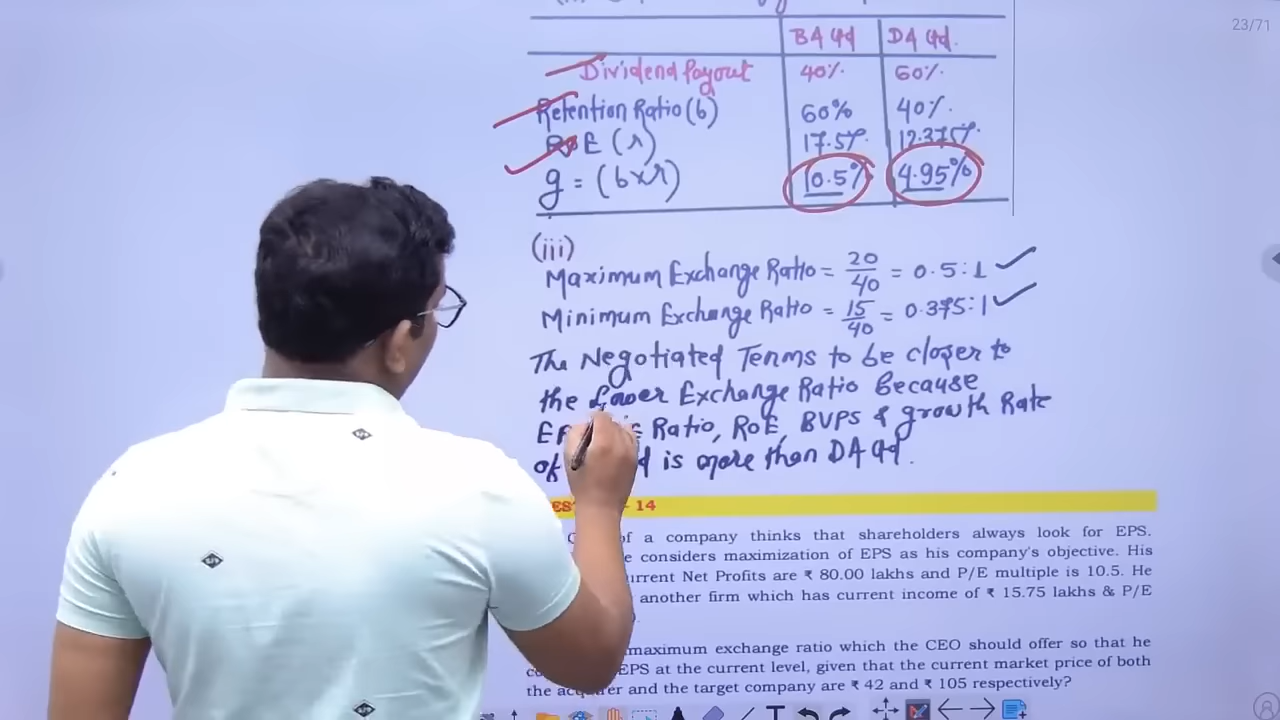 23/71
BA Ltd DA Ltd.
Dividend Payout 40% 60%
Retention Ratio (b) 60% 40%.
RoE (r) 17.5% 12.375%.
g = (b×r) 10.5% 4.95%
(iii)
Maximum Exchange Ratio = 20/40 = 0.5:1
Minimum Exchange Ratio = 15/40 = 0.375:1
The Negotiated Terms to be closer to
the Lower Exchange Ratio Because
Ratio, RoE, BVPS & growth Rate
of is more than DA Ltd.
14
of a company thinks that shareholders always look for EPS.
considers maximization of EPS as his company's objective. His
Net Profits are ₹ 80.00 lakhs and P/E multiple is 10.5. He
another firm which has current income of ₹ 15.75 lakhs & P/E
maximum exchange ratio which the CEO should offer so that he
EPS at the current level, given that the current market price of both
the and the target company are ₹ 42 and ₹ 105 respectively?